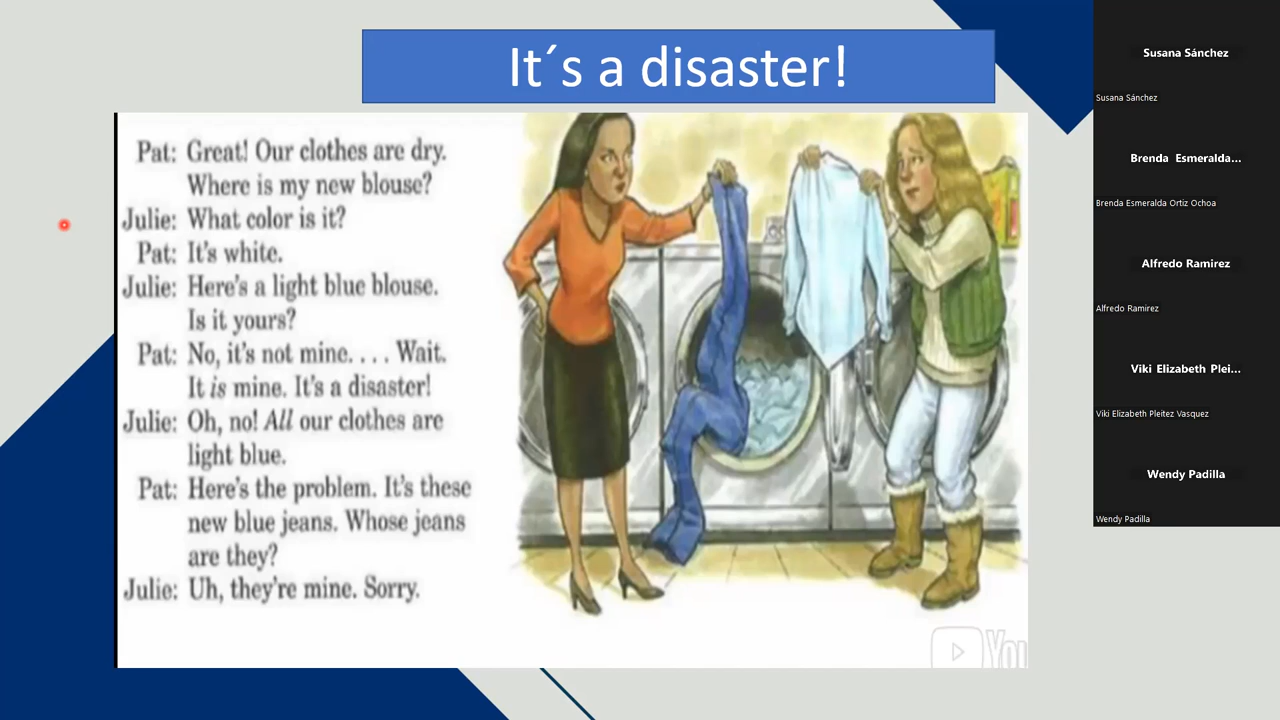 It´s a disaster!
Pat: Great! Our clothes are dry.
Where is my new blouse?
Julie: What color is it?
Pat: It's white.
Julie: Here's a light blue blouse.
Is it yours?
Pat: No, it's not mine. . . . Wait.
It is mine. It's a disaster!
Julie: Oh, no! All our clothes are
light blue.
Pat: Here's the problem. It's these
new blue jeans. Whose jeans
are they?
Julie: Uh, they're mine. Sorry.
You
Susana Sánchez
Susana Sánchez
Brenda Esmeralda...
Brenda Esmeralda Ortiz Ochoa
Alfredo Ramirez
Alfredo Ramirez
Viki Elizabeth Plei...
Viki Elizabeth Pleitez Vasquez
Wendy Padilla
Wendy Padilla